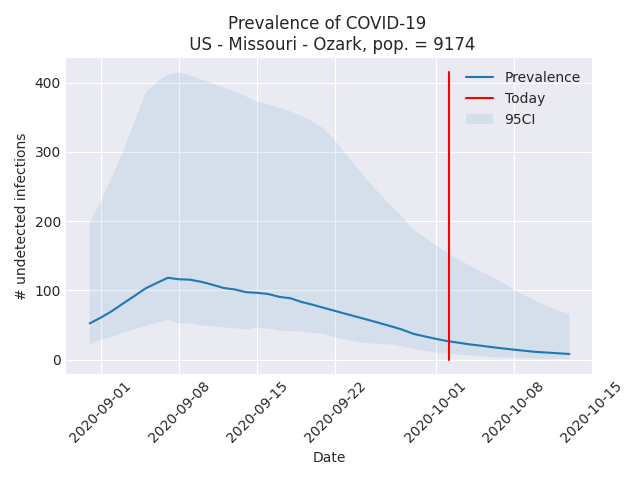 Prevalence of COVID-19
US - Missouri - Ozark, pop. = 9174
Prevalence
Today
95CI
# undetected infections
400
300
200
100
0
2020-09-01
2020-09-08
2020-09-15
2020-09-22
2020-10-01
2020-10-08
2020-10-15
Date